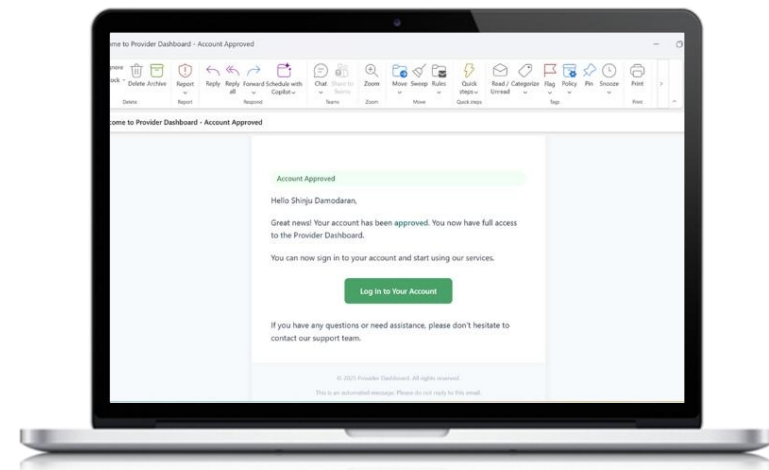 ome to Provider Dashboard - Account Approved
nore
ock
Delete Archive Report Reply Reply all Forward Schedule with Copilot Chat Share to Teams Zoom Move Sweep Rules Quick steps Read / Unread Categorize Flag Policy Pin Snooze Print
Delete Report Respond Teams Zoom Move Quick steps Tags Print
come to Provider Dashboard - Account Approved
Account Approved
Hello Shinju Damodaran,
Great news! Your account has been approved. You now have full access
to the Provider Dashboard.
You can now sign in to your account and start using our services.
Log in to Your Account
If you have any questions or need assistance, please don't hesitate to
contact our support team.
© 2025 Provider Dashboard. All rights reserved.
This is an automated message. Please do not reply to this email.